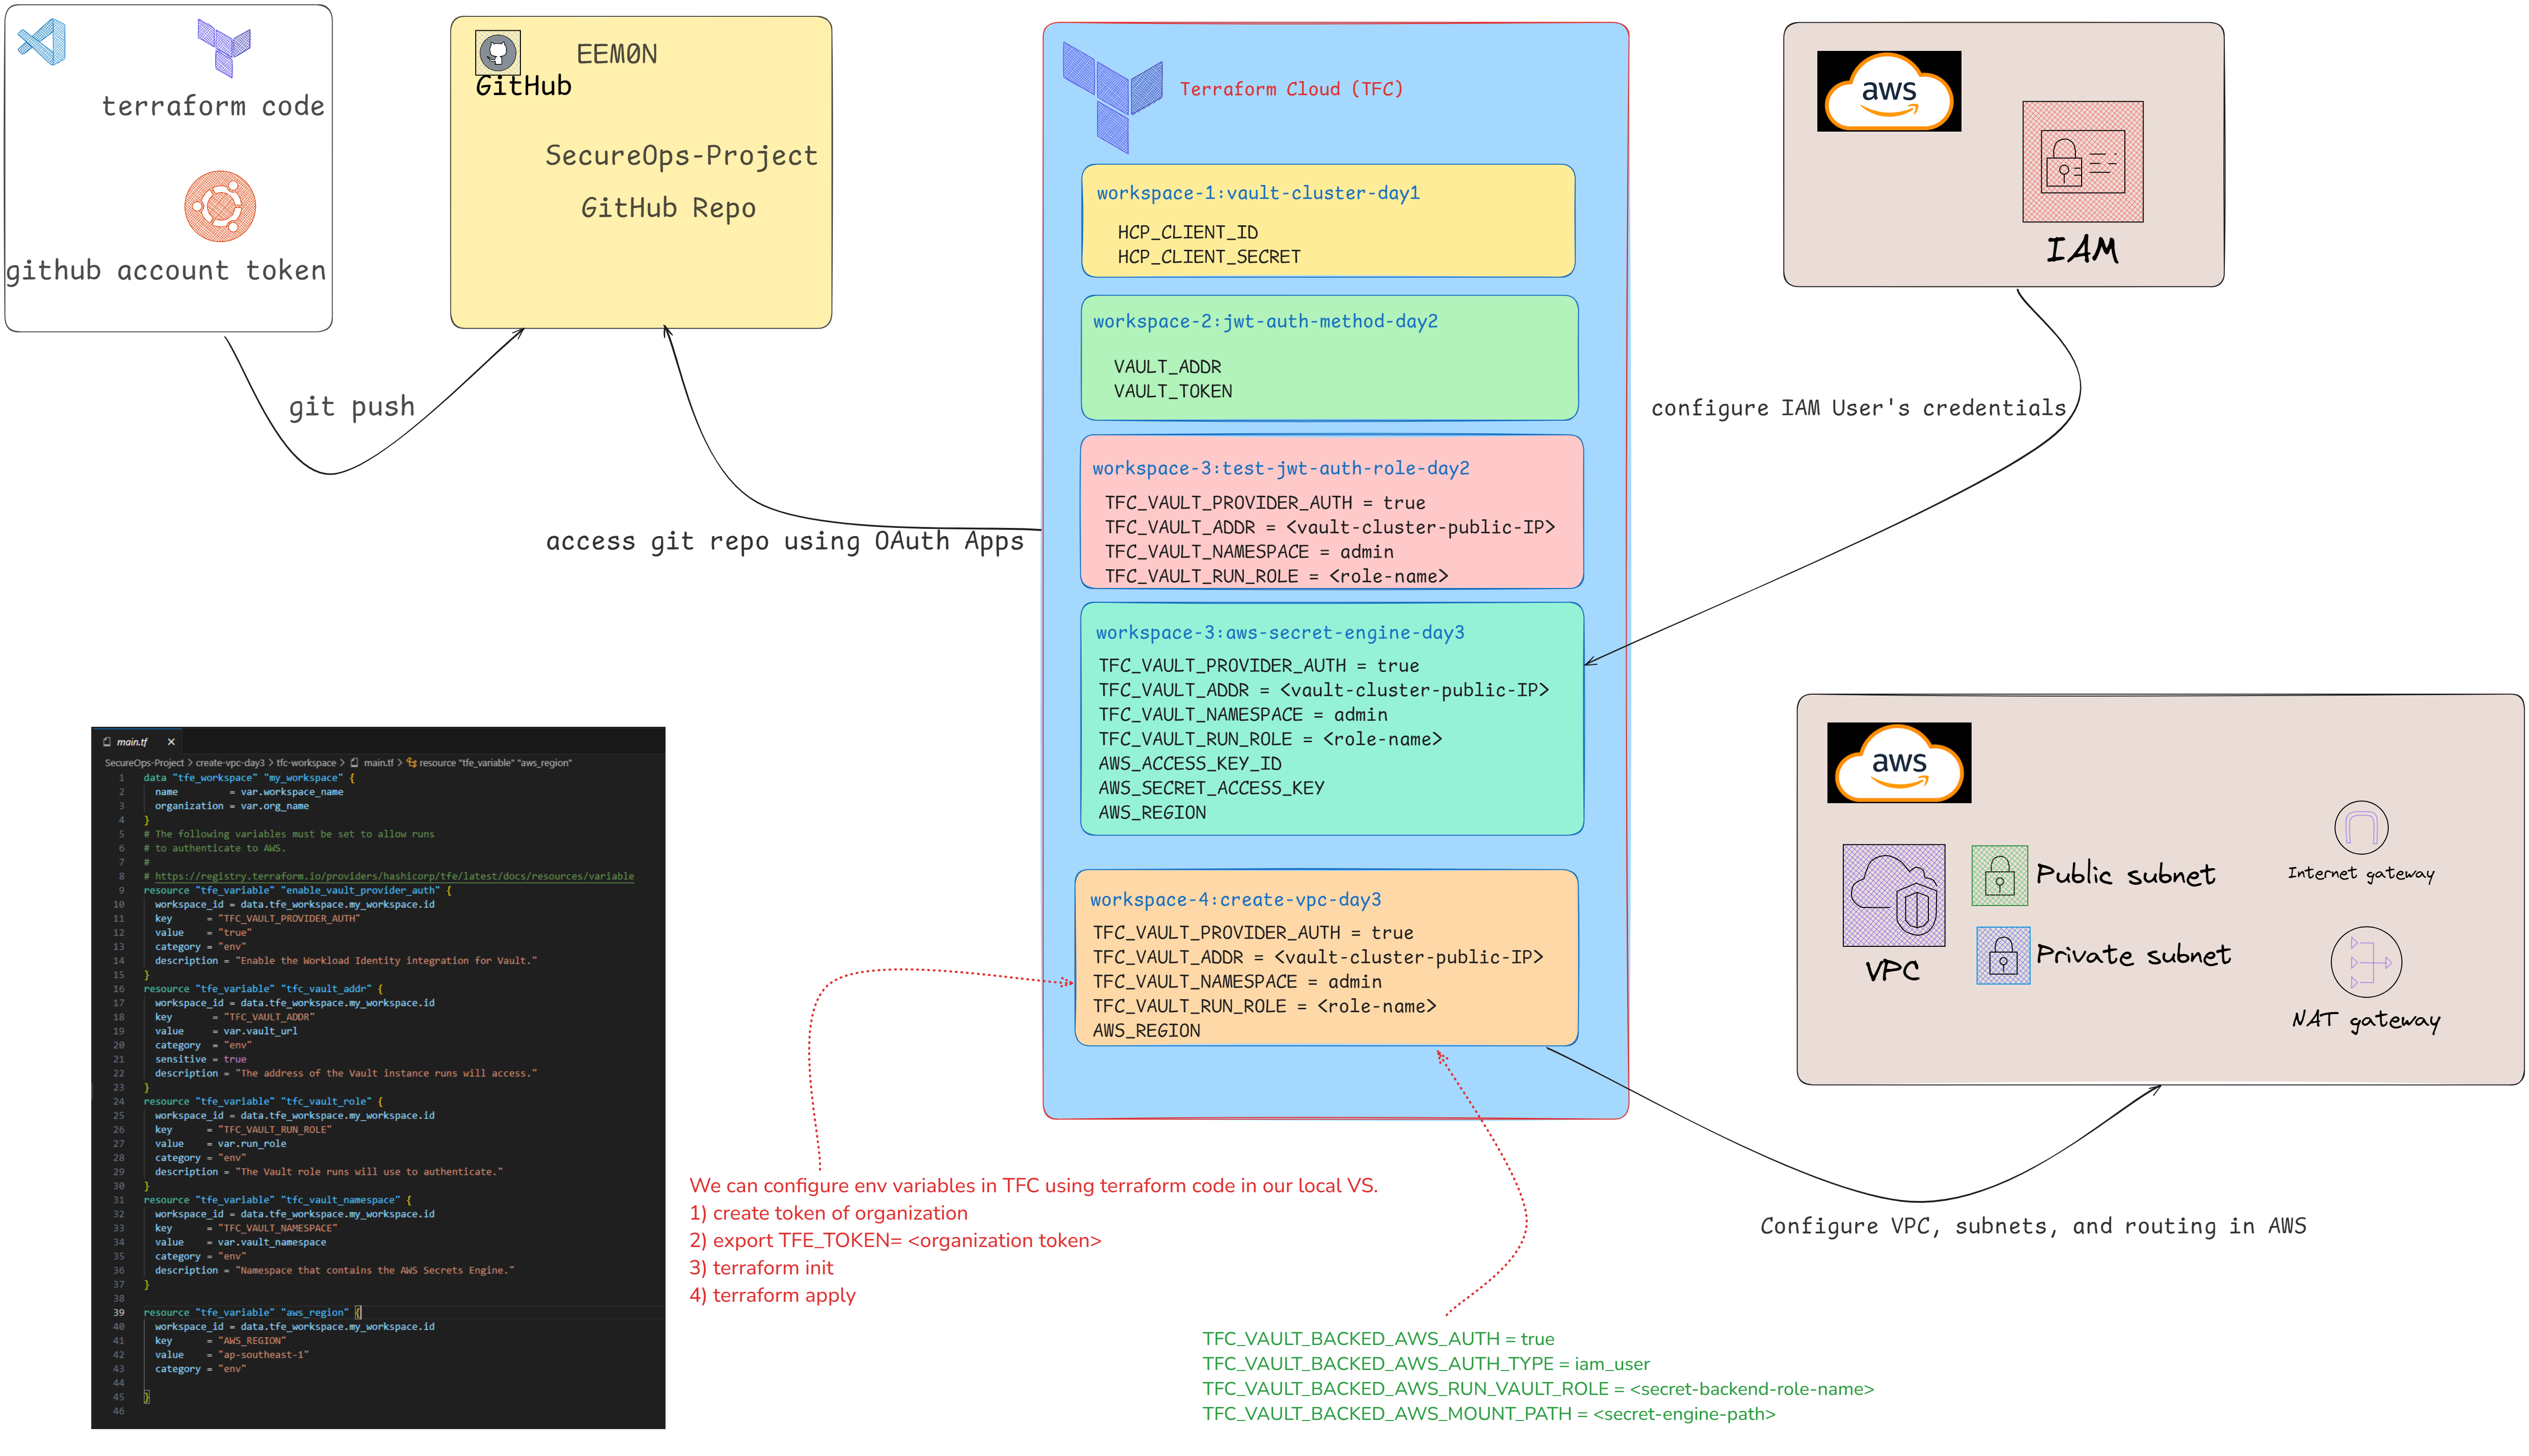 terraform code
github account token
git push
GitHub
EEM0N
SecureOps-Project
GitHub Repo
access git repo using OAuth Apps
Terraform Cloud (TFC)
workspace-1:vault-cluster-day1
HCP_CLIENT_ID
HCP_CLIENT_SECRET
workspace-2:jwt-auth-method-day2
VAULT_ADDR
VAULT_TOKEN
workspace-3:test-jwt-auth-role-day2
TFC_VAULT_PROVIDER_AUTH = true
TFC_VAULT_ADDR = <vault-cluster-public-IP>
TFC_VAULT_NAMESPACE = admin
TFC_VAULT_RUN_ROLE = <role-name>
workspace-3:aws-secret-engine-day3
TFC_VAULT_PROVIDER_AUTH = true
TFC_VAULT_ADDR = <vault-cluster-public-IP>
TFC_VAULT_NAMESPACE = admin
TFC_VAULT_RUN_ROLE = <role-name>
AWS_ACCESS_KEY_ID
AWS_SECRET_ACCESS_KEY
AWS_REGION
workspace-4:create-vpc-day3
TFC_VAULT_PROVIDER_AUTH = true
TFC_VAULT_ADDR = <vault-cluster-public-IP>
TFC_VAULT_NAMESPACE = admin
TFC_VAULT_RUN_ROLE = <role-name>
AWS_REGION
aws
IAM
configure IAM User's credentials
aws
VPC
Public subnet
Private subnet
Internet gateway
NAT gateway
Configure VPC, subnets, and routing in AWS
main.tf
SecureOps-Project > create-vpc-day3 > tfc-workspace > main.tf > resource "tfe_variable" "aws_region"
1 data "tfe_workspace" "my_workspace" {
2 name = var.workspace_name
3 organization = var.org_name
4 }
5 # The following variables must be set to allow runs
6 # to authenticate to AWS.
7 #
8 # https://registry.terraform.io/providers/hashicorp/tfe/latest/docs/resources/variable
9 resource "tfe_variable" "enable_vault_provider_auth" {
10 workspace_id = data.tfe_workspace.my_workspace.id
11 key = "TFC_VAULT_PROVIDER_AUTH"
12 value = "true"
13 category = "env"
14 description = "Enable the Workload Identity integration for Vault."
15 }
16 resource "tfe_variable" "tfc_vault_addr" {
17 workspace_id = data.tfe_workspace.my_workspace.id
18 key = "TFC_VAULT_ADDR"
19 value = var.vault_url
20 category = "env"
21 sensitive = true
22 description = "The address of the Vault instance runs will access."
23 }
24 resource "tfe_variable" "tfc_vault_role" {
25 workspace_id = data.tfe_workspace.my_workspace.id
26 key = "TFC_VAULT_RUN_ROLE"
27 value = var.run_role
28 category = "env"
29 description = "The Vault role runs will use to authenticate."
30 }
31 resource "tfe_variable" "tfc_vault_namespace" {
32 workspace_id = data.tfe_workspace.my_workspace.id
33 key = "TFC_VAULT_NAMESPACE"
34 value = var.vault_namespace
35 category = "env"
36 description = "Namespace that contains the AWS Secrets Engine."
37 }
38
39 resource "tfe_variable" "aws_region" {
40 workspace_id = data.tfe_workspace.my_workspace.id
41 key = "AWS_REGION"
42 value = "ap-southeast-1"
43 category = "env"
44
45 }
46
We can configure env variables in TFC using terraform code in our local VS.
1) create token of organization
2) export TFE_TOKEN= <organization token>
3) terraform init
4) terraform apply
TFC_VAULT_BACKED_AWS_AUTH = true
TFC_VAULT_BACKED_AWS_AUTH_TYPE = iam_user
TFC_VAULT_BACKED_AWS_RUN_VAULT_ROLE = <secret-backend-role-name>
TFC_VAULT_BACKED_AWS_MOUNT_PATH = <secret-engine-path>